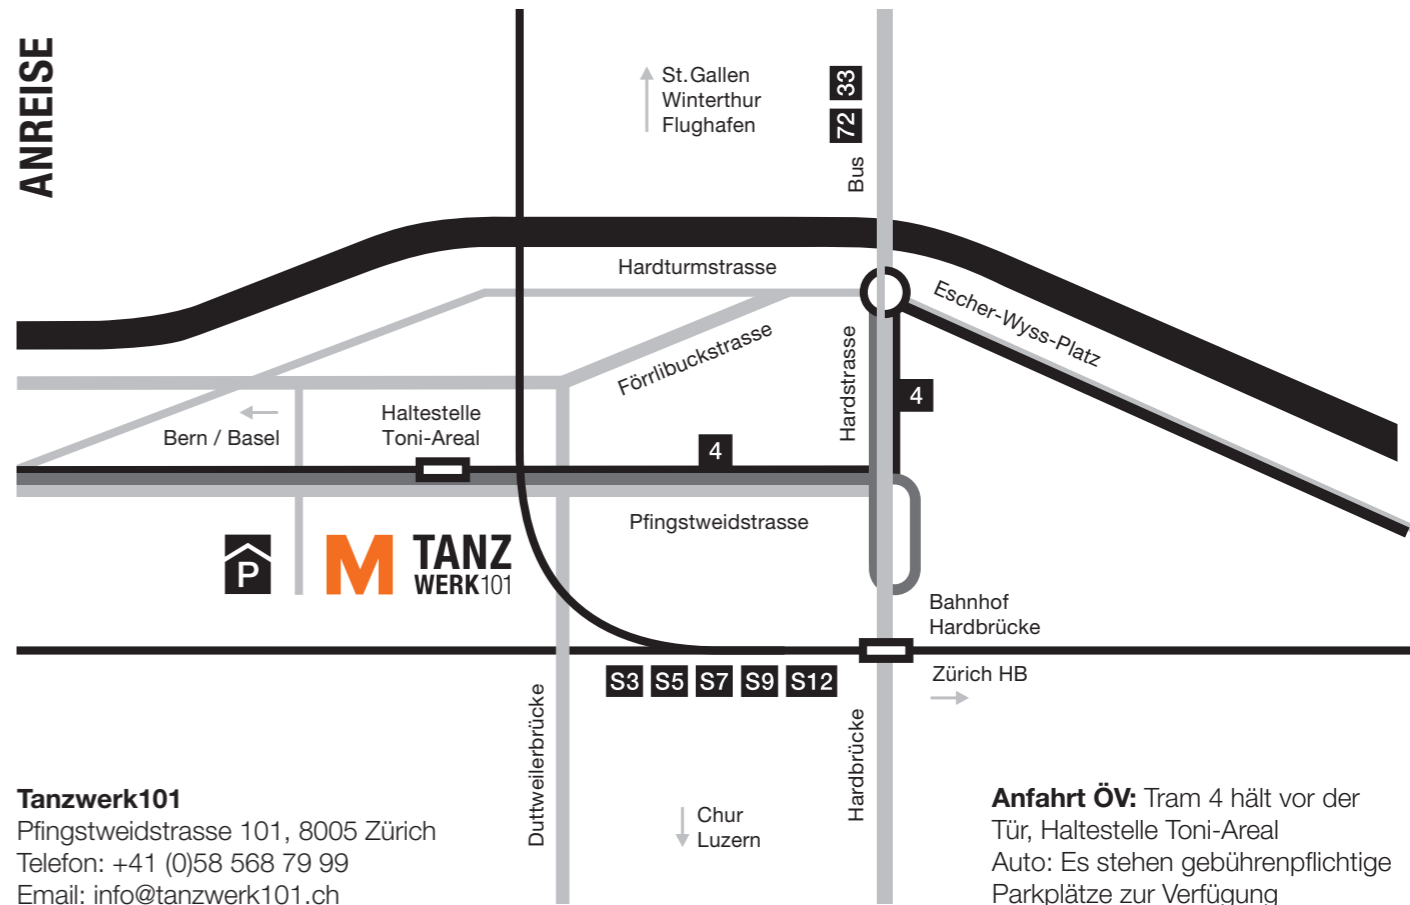 ANREISE
St.Gallen
Winterthur
Flughafen
33
72
Bus
Hardturmstrasse
Escher-Wyss-Platz
Förrlibuckstrasse
Hardstrasse
4
Haltestelle
Toni-Areal
Bern / Basel
4
Pfingstweidstrasse
P
M TANZ
WERK101
Bahnhof
Hardbrücke
Zürich HB
S3 S5 S7 S9 S12
Duttweilerbrücke
Hardbrücke
Chur
Luzern
Tanzwerk101
Pfingstweidstrasse 101, 8005 Zürich
Telefon: +41 (0)58 568 79 99
Email: info@tanzwerk101.ch
Anfahrt ÖV: Tram 4 hält vor der
Tür, Haltestelle Toni-Areal
Auto: Es stehen gebührenpflichtige
Parkplätze zur Verfügung